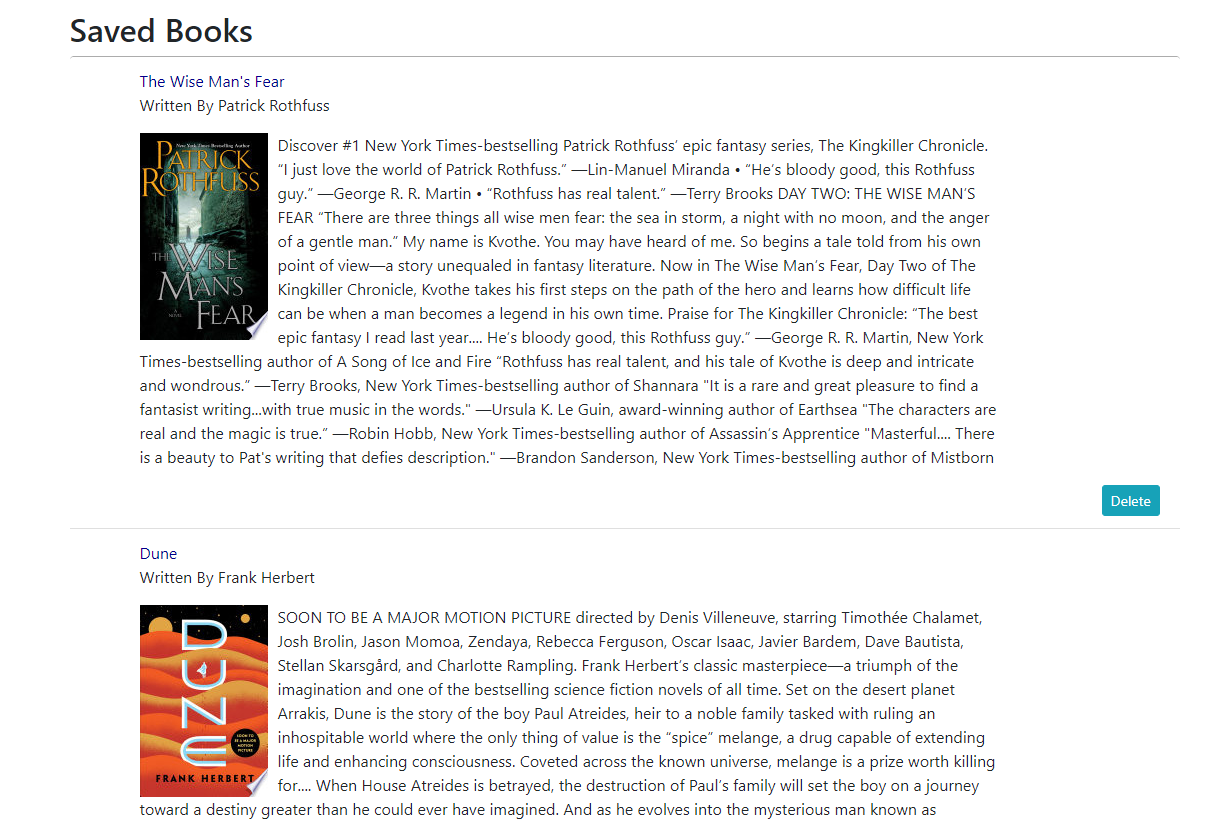 Saved Books
The Wise Man's Fear
Written By Patrick Rothfuss
New York Times Bestselling Author
PATRICK
ROTHFUSS
THE WISE
MAN'S
A NOVEL
FEAR
Discover #1 New York Times-bestselling Patrick Rothfuss’ epic fantasy series, The Kingkiller Chronicle.
“I just love the world of Patrick Rothfuss.” —Lin-Manuel Miranda • “He’s bloody good, this Rothfuss
guy.” —George R. R. Martin • “Rothfuss has real talent.” —Terry Brooks DAY TWO: THE WISE MAN’S
FEAR “There are three things all wise men fear: the sea in storm, a night with no moon, and the anger
of a gentle man.” My name is Kvothe. You may have heard of me. So begins a tale told from his own
point of view—a story unequaled in fantasy literature. Now in The Wise Man’s Fear, Day Two of The
Kingkiller Chronicle, Kvothe takes his first steps on the path of the hero and learns how difficult life
can be when a man becomes a legend in his own time. Praise for The Kingkiller Chronicle: “The best
epic fantasy I read last year.... He’s bloody good, this Rothfuss guy.” —George R. R. Martin, New York
Times-bestselling author of A Song of Ice and Fire “Rothfuss has real talent, and his tale of Kvothe is deep and intricate
and wondrous.” —Terry Brooks, New York Times-bestselling author of Shannara "It is a rare and great pleasure to find a
fantasist writing...with true music in the words." —Ursula K. Le Guin, award-winning author of Earthsea "The characters are
real and the magic is true.” —Robin Hobb, New York Times-bestselling author of Assassin’s Apprentice "Masterful.... There
is a beauty to Pat's writing that defies description." —Brandon Sanderson, New York Times-bestselling author of Mistborn
Delete
Dune
Written By Frank Herbert
DUNE
SOON TO
BE A MAJOR
MOTION
PICTURE
FRANK HERBERT
SOON TO BE A MAJOR MOTION PICTURE directed by Denis Villeneuve, starring Timothée Chalamet,
Josh Brolin, Jason Momoa, Zendaya, Rebecca Ferguson, Oscar Isaac, Javier Bardem, Dave Bautista,
Stellan Skarsgård, and Charlotte Rampling. Frank Herbert’s classic masterpiece—a triumph of the
imagination and one of the bestselling science fiction novels of all time. Set on the desert planet
Arrakis, Dune is the story of the boy Paul Atreides, heir to a noble family tasked with ruling an
inhospitable world where the only thing of value is the “spice” melange, a drug capable of extending
life and enhancing consciousness. Coveted across the known universe, melange is a prize worth killing
for.... When House Atreides is betrayed, the destruction of Paul’s family will set the boy on a journey
toward a destiny greater than he could ever have imagined. And as he evolves into the mysterious man known as